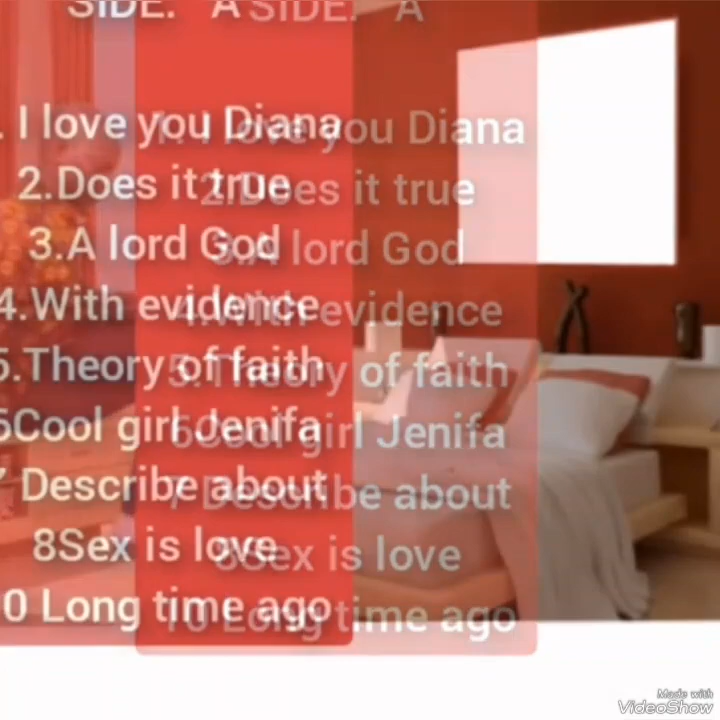 SIDE. A
1. I love you Diana
2.Does it true
3.A lord God
4.With evidence
5.Theory of faith
6Cool girl Jenifa
7 Describe about
8Sex is love
10 Long time ago
Made with
VideoShow